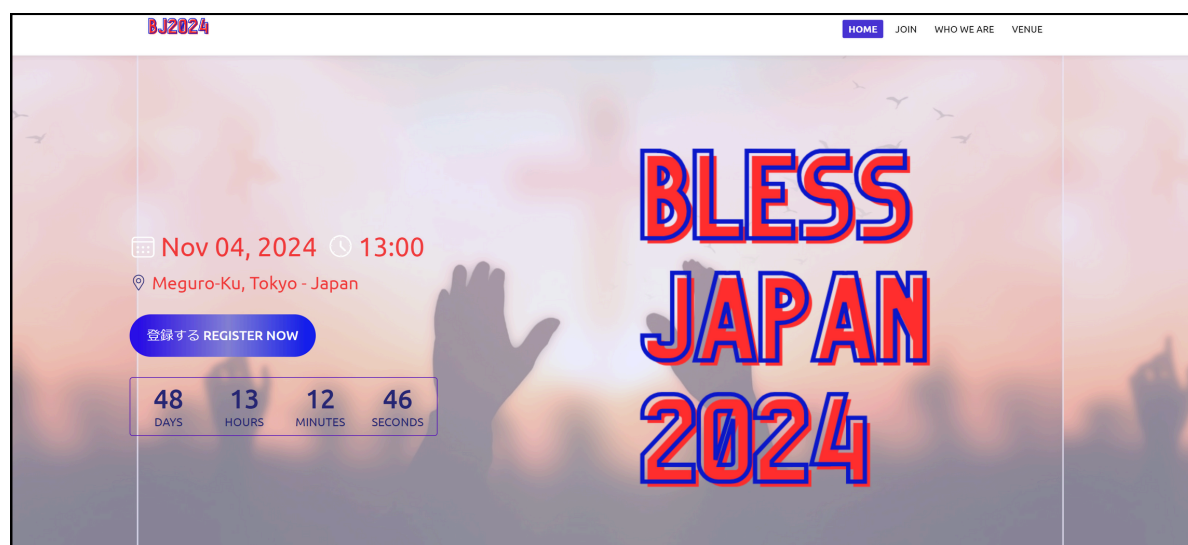 BJ2024
HOME JOIN WHO WE ARE VENUE
Nov 04, 2024 13:00
Meguro-Ku, Tokyo - Japan
登録する REGISTER NOW
48 13 12 46
DAYS HOURS MINUTES SECONDS
BLESS
JAPAN
2024